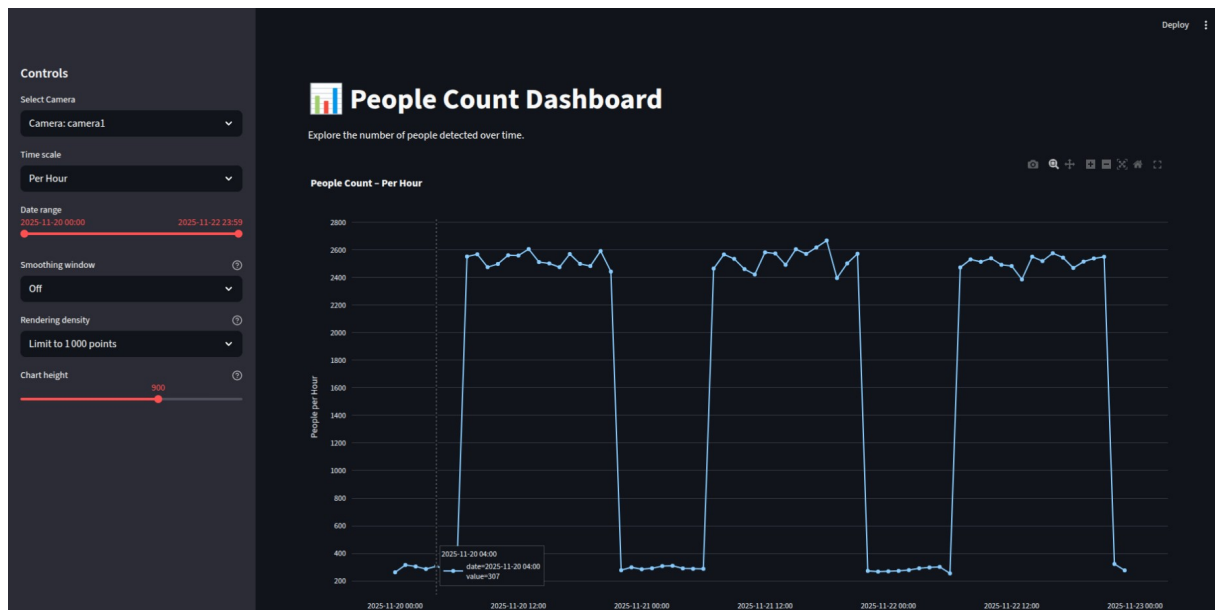 Deploy
Controls
Select Camera
Camera: camera1
Time scale
Per Hour
Date range
2025-11-20 00:00 2025-11-22 23:59
Smoothing window
Off
Rendering density
Limit to 1 000 points
Chart height
900
People Count Dashboard
Explore the number of people detected over time.
People Count – Per Hour
People per Hour
2800
2600
2400
2200
2000
1800
1600
1400
1200
1000
800
600
400
200
2025-11-20 04:00
date=2025-11-20 04:00
value=307
2025-11-20 00:00 2025-11-20 12:00 2025-11-21 00:00 2025-11-21 12:00 2025-11-22 00:00 2025-11-22 12:00 2025-11-23 00:00